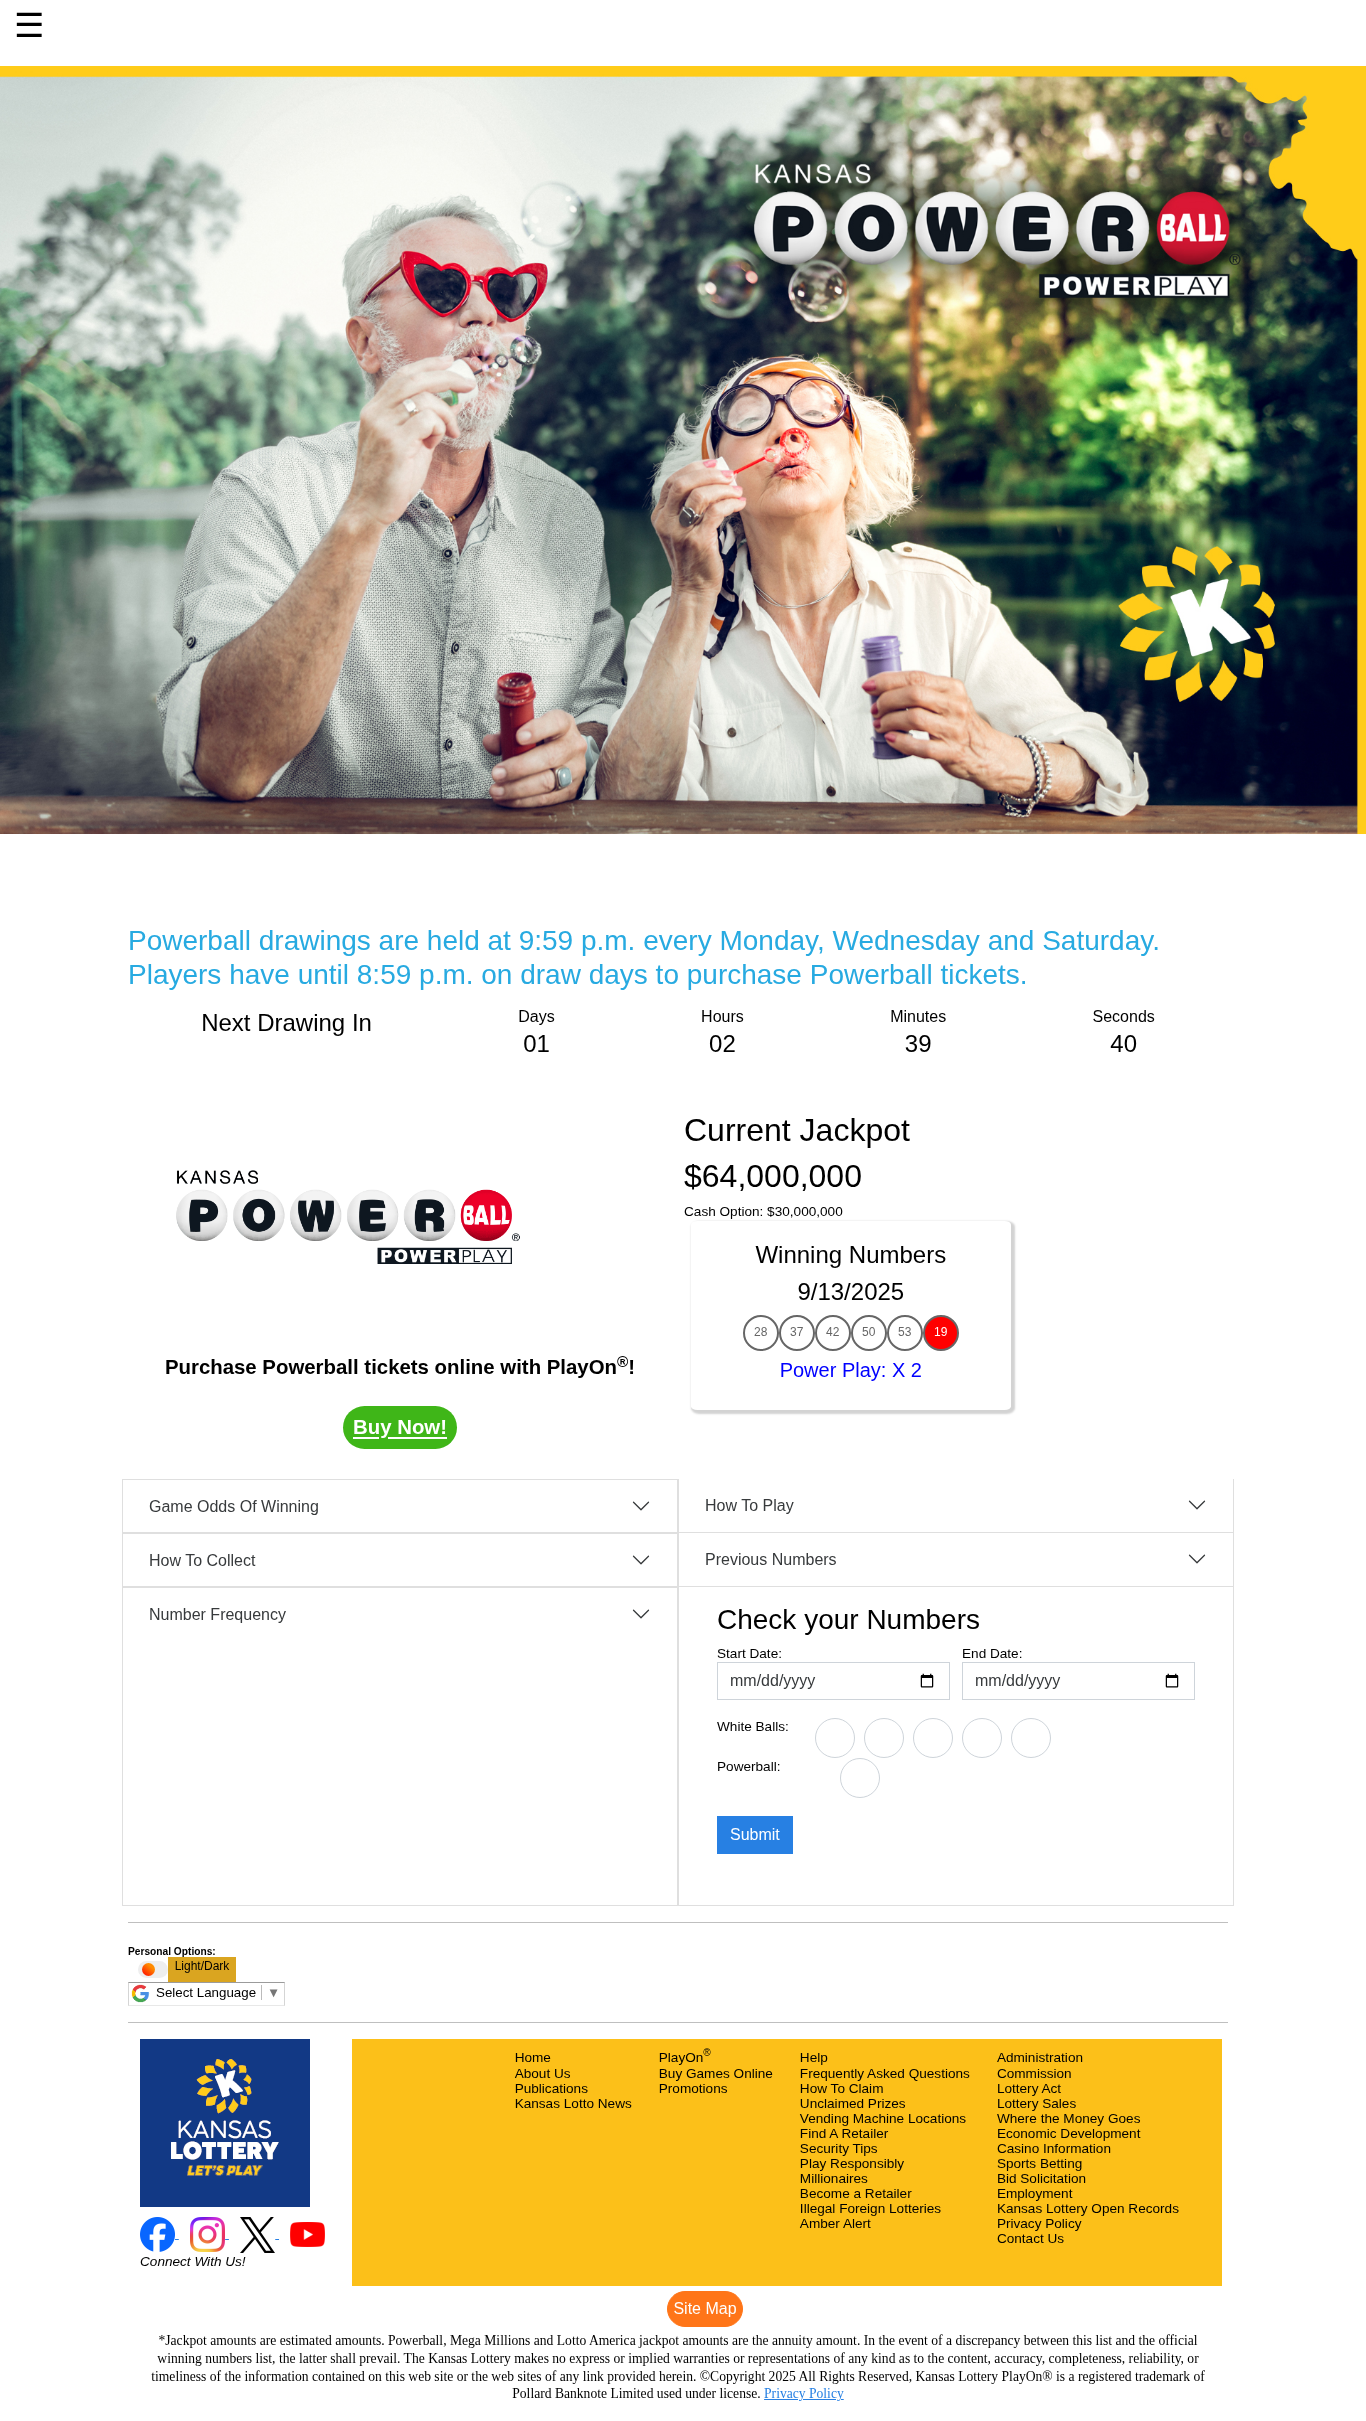 ☰
KANSAS
POWERBALL®
POWERPLAY
K
Powerball drawings are held at 9:59 p.m. every Monday, Wednesday and Saturday.
Players have until 8:59 p.m. on draw days to purchase Powerball tickets.
Next Drawing In
Days
01
Hours
02
Minutes
39
Seconds
40
KANSAS
POWERBALL®
POWERPLAY
Purchase Powerball tickets online with PlayOn®!
Buy Now!
Current Jackpot
$64,000,000
Cash Option: $30,000,000
Winning Numbers
9/13/2025
28 37 42 50 53 19
Power Play: X 2
Game Odds Of Winning
How To Collect
Number Frequency
How To Play
Previous Numbers
Check your Numbers
Start Date: End Date:
mm/dd/yyyy mm/dd/yyyy
White Balls:
Powerball:
Submit
Personal Options:
Light/Dark
Select Language ▼
K
KANSAS
LOTTERY
LET'S PLAY
Connect With Us!
Home
About Us
Publications
Kansas Lotto News
PlayOn®
Buy Games Online
Promotions
Help
Frequently Asked Questions
How To Claim
Unclaimed Prizes
Vending Machine Locations
Find A Retailer
Security Tips
Play Responsibly
Millionaires
Become a Retailer
Illegal Foreign Lotteries
Amber Alert
Administration
Commission
Lottery Act
Lottery Sales
Where the Money Goes
Economic Development
Casino Information
Sports Betting
Bid Solicitation
Employment
Kansas Lottery Open Records
Privacy Policy
Contact Us
Site Map
*Jackpot amounts are estimated amounts. Powerball, Mega Millions and Lotto America jackpot amounts are the annuity amount. In the event of a discrepancy between this list and the official
winning numbers list, the latter shall prevail. The Kansas Lottery makes no express or implied warranties or representations of any kind as to the content, accuracy, completeness, reliability, or
timeliness of the information contained on this web site or the web sites of any link provided herein. ©Copyright 2025 All Rights Reserved, Kansas Lottery PlayOn® is a registered trademark of
Pollard Banknote Limited used under license. Privacy Policy